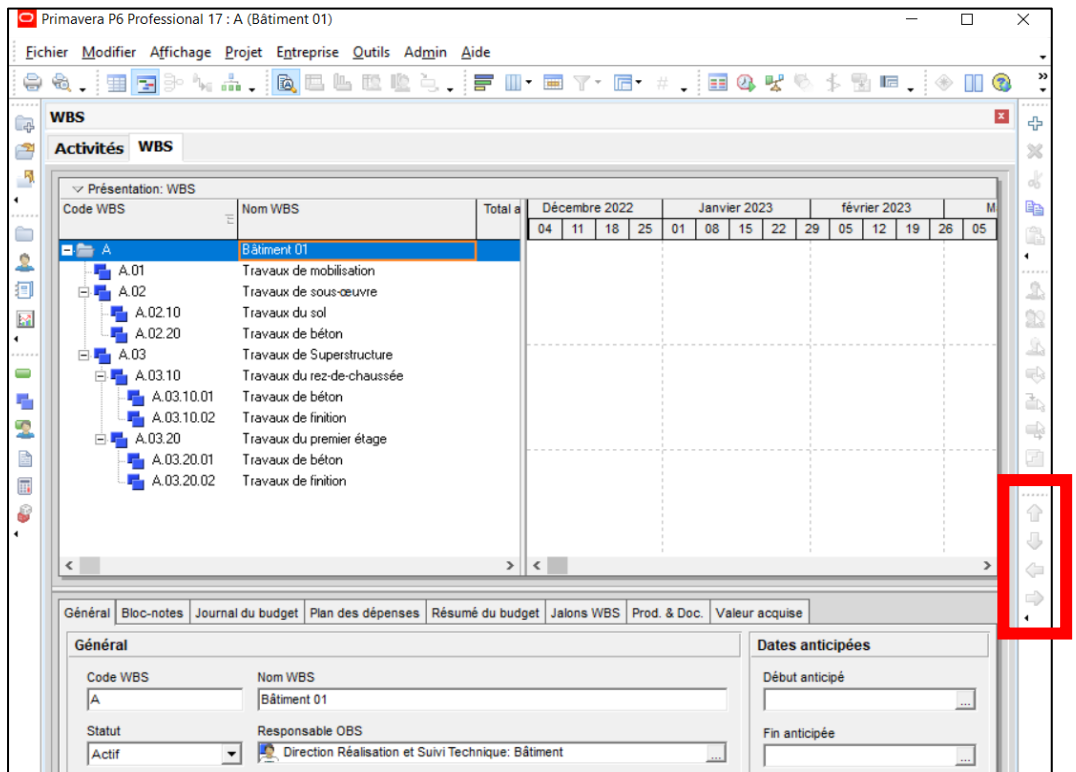 Primavera P6 Professional 17 : A (Bâtiment 01)
Fichier Modifier Affichage Projet Entreprise Outils Admin Aide
WBS
Activités WBS
Présentation: WBS
Code WBS Nom WBS Total a Décembre 2022 Janvier 2023 février 2023 M
04 11 18 25 01 08 15 22 29 05 12 19 26 05
A Bâtiment 01
A.01 Travaux de mobilisation
A.02 Travaux de sous-œuvre
A.02.10 Travaux du sol
A.02.20 Travaux de béton
A.03 Travaux de Superstructure
A.03.10 Travaux du rez-de-chaussée
A.03.10.01 Travaux de béton
A.03.10.02 Travaux de finition
A.03.20 Travaux du premier étage
A.03.20.01 Travaux de béton
A.03.20.02 Travaux de finition
Général Bloc-notes Journal du budget Plan des dépenses Résumé du budget Jalons WBS Prod. & Doc. Valeur acquise
Général Dates anticipées
Code WBS Nom WBS Début anticipé
A Bâtiment 01 ...
Statut Responsable OBS Fin anticipée
Actif Direction Réalisation et Suivi Technique: Bâtiment ... ...